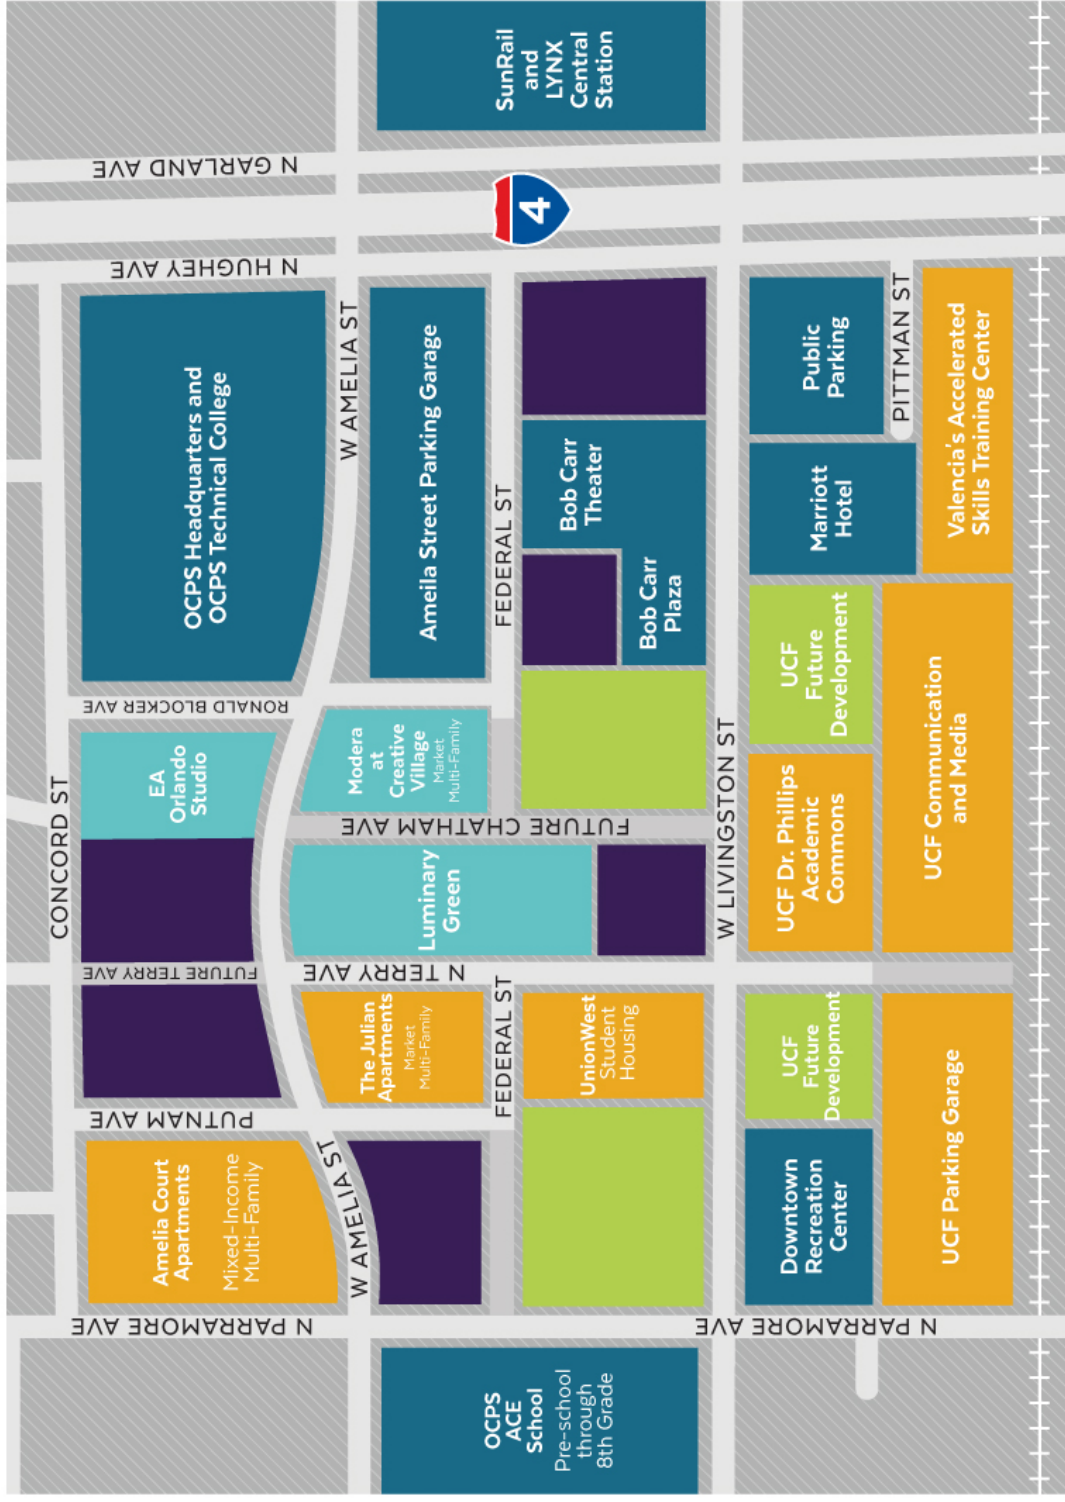 CONCORD ST
N PARRAMORE AVE
Amelia Court
Apartments
Mixed-Income
Multi-Family
PUTNAM AVE
FUTURE TERRY AVE
EA
Orlando
Studio
RONALD BLOCKER AVE
OCPS Headquarters and
OCPS Technical College
N HUGHEY AVE
N GARLAND AVE
W AMELIA ST
W AMELIA ST
OCPS
ACE
School
Pre-school
through
8th Grade
The Julian
Apartments
Market
Multi-Family
N TERRY AVE
Luminary
Green
FUTURE CHATHAM AVE
Modera
at
Creative
Village
Market
Multi-Family
Ameila Street Parking Garage
4
SunRail
and
LYNX
Central
Station
FEDERAL ST
FEDERAL ST
UnionWest
Student
Housing
Bob Carr
Theater
Bob Carr
Plaza
W LIVINGSTON ST
N PARRAMORE AVE
Downtown
Recreation
Center
UCF
Future
Development
UCF Dr. Phillips
Academic
Commons
UCF
Future
Development
Marriott
Hotel
Public
Parking
PITTMAN ST
UCF Parking Garage
UCF Communication
and Media
Valencia's Accelerated
Skills Training Center